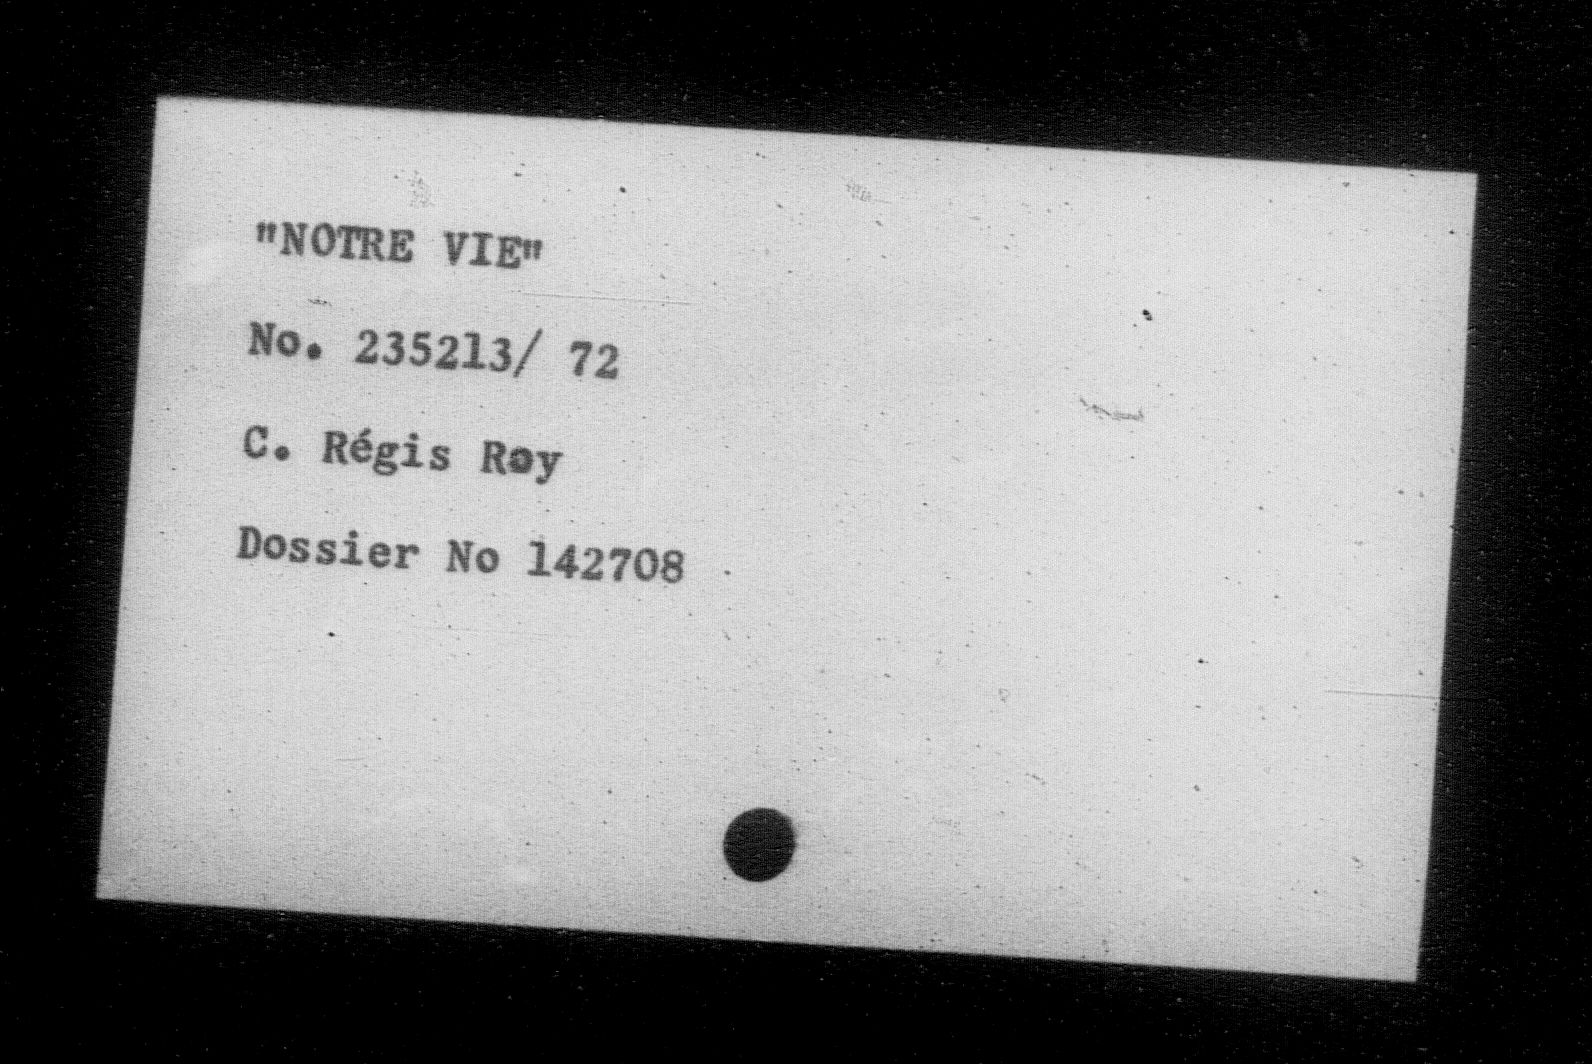 "NOTRE VIE"
No. 235213/ 72
C. Régis Roy
Dossier No 142708